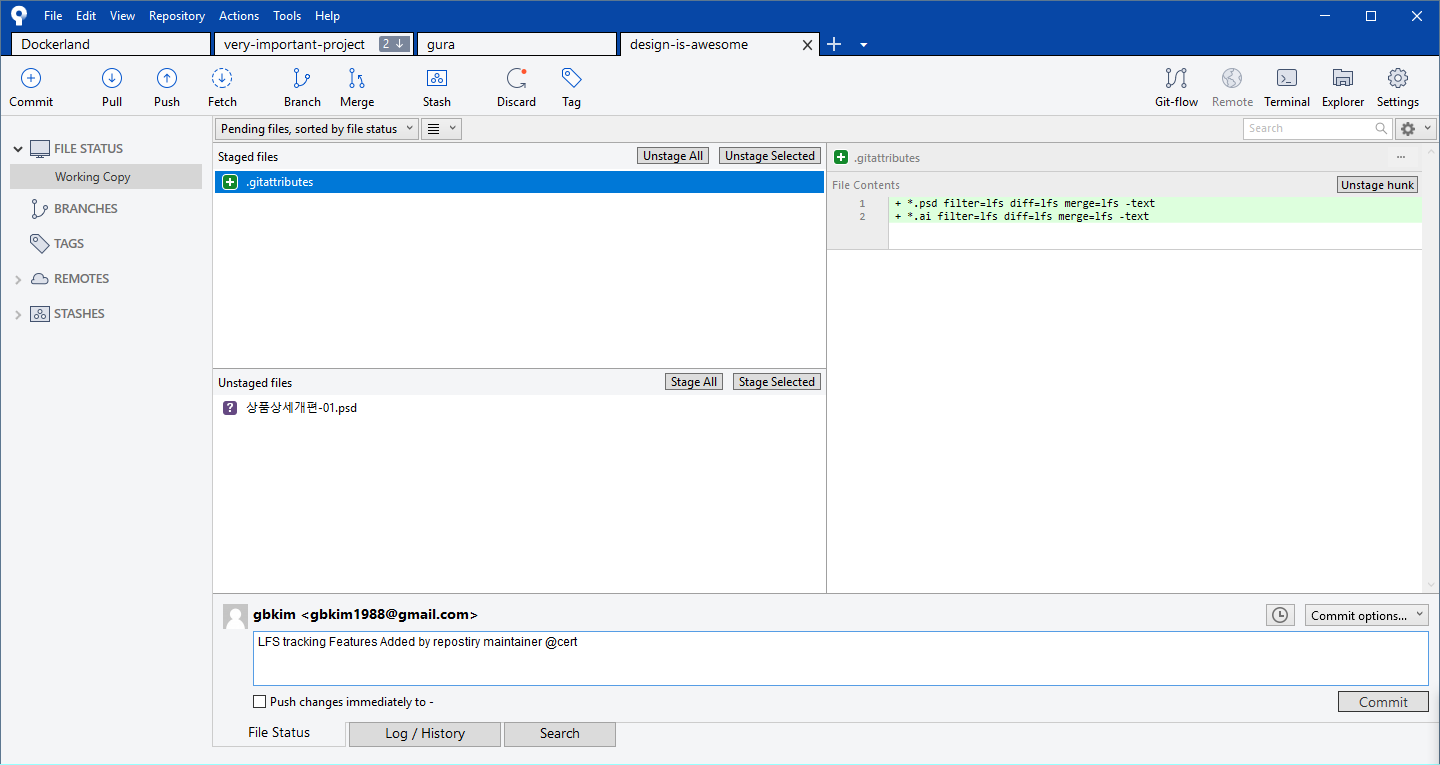 File Edit View Repository Actions Tools Help
Dockerland very-important-project 2 gura design-is-awesome
Commit Pull Push Fetch Branch Merge Stash Discard Tag Git-flow Remote Terminal Explorer Settings
Pending files, sorted by file status Search
FILE STATUS
Working Copy
BRANCHES
TAGS
REMOTES
STASHES
Staged files Unstage All Unstage Selected
.gitattributes
Unstaged files Stage All Stage Selected
? 상품상세개편-01.psd
.gitattributes ...
File Contents Unstage hunk
1 + *.psd filter=lfs diff=lfs merge=lfs -text
2 + *.ai filter=lfs diff=lfs merge=lfs -text
gbkim <gbkim1988@gmail.com> Commit options...
LFS tracking Features Added by repostiry maintainer @cert
Push changes immediately to - Commit
File Status Log / History Search